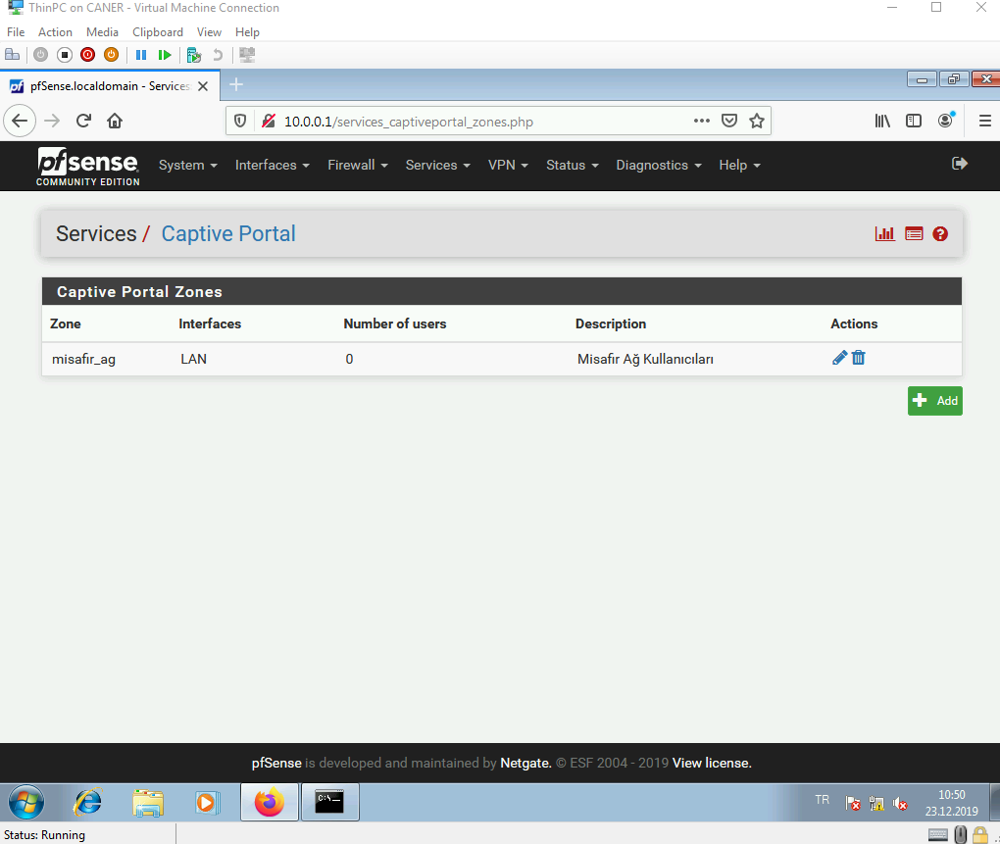 ThinPC on CANER - Virtual Machine Connection
File Action Media Clipboard View Help
pfSense.localdomain - Services
10.0.0.1/services_captiveportal_zones.php
pfsense
COMMUNITY EDITION
System Interfaces Firewall Services VPN Status Diagnostics Help
Services / Captive Portal
Captive Portal Zones
Zone Interfaces Number of users Description Actions
misafir_ag LAN 0 Misafir Ağ Kullanıcıları
Add
pfSense is developed and maintained by Netgate. © ESF 2004 - 2019 View license.
C:\_
TR
10:50
23.12.2019
Status: Running